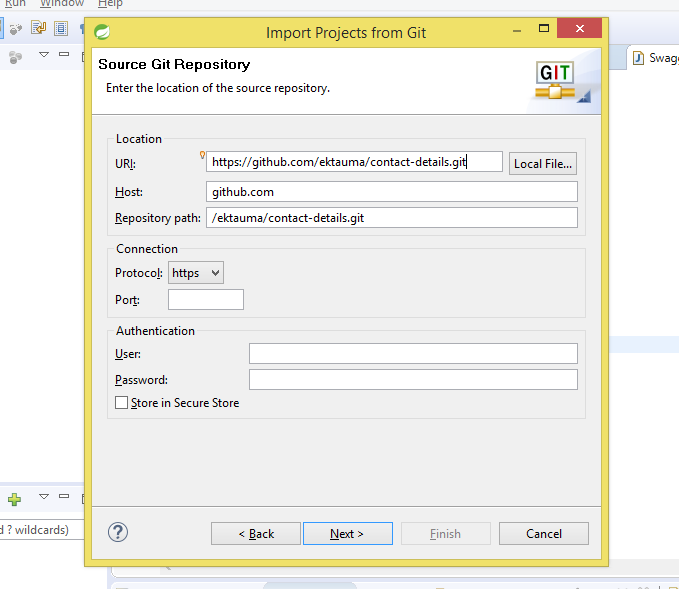 Run Window Help
Import Projects from Git
Source Git Repository
Enter the location of the source repository.
GIT
Location
URI: https://github.com/ektauma/contact-details.git Local File...
Host: github.com
Repository path: /ektauma/contact-details.git
Connection
Protocol: https
Port:
Authentication
User:
Password:
Store in Secure Store
? wildcards)
< Back Next > Finish Cancel